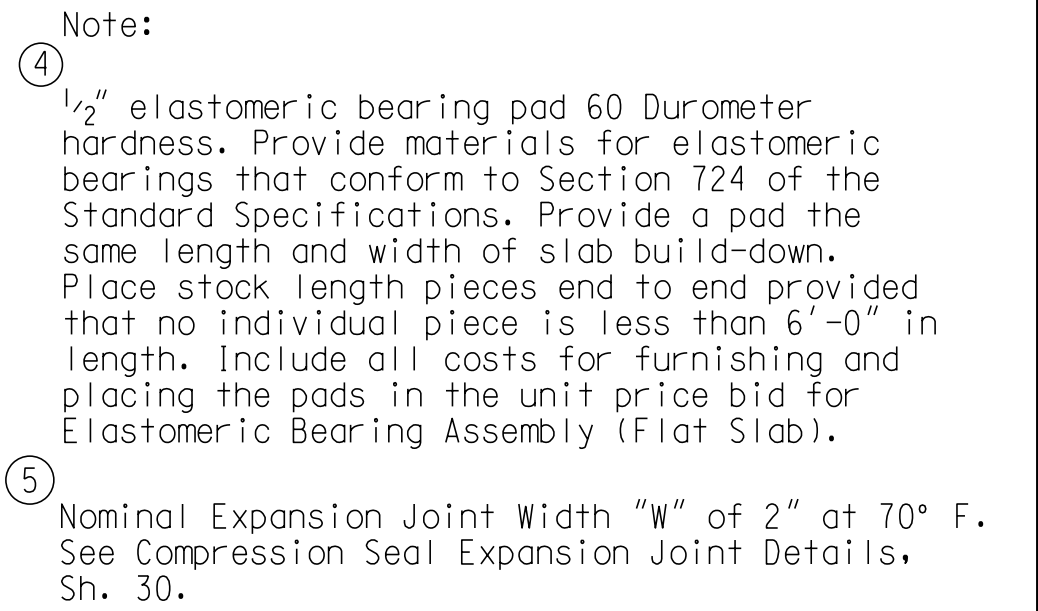 Note:
4
1/2" elastomeric bearing pad 60 Durometer
hardness. Provide materials for elastomeric
bearings that conform to Section 724 of the
Standard Specifications. Provide a pad the
same length and width of slab build-down.
Place stock length pieces end to end provided
that no individual piece is less than 6'-0" in
length. Include all costs for furnishing and
placing the pads in the unit price bid for
Elastomeric Bearing Assembly (Flat Slab).
5
Nominal Expansion Joint Width "W" of 2" at 70° F.
See Compression Seal Expansion Joint Details,
Sh. 30.